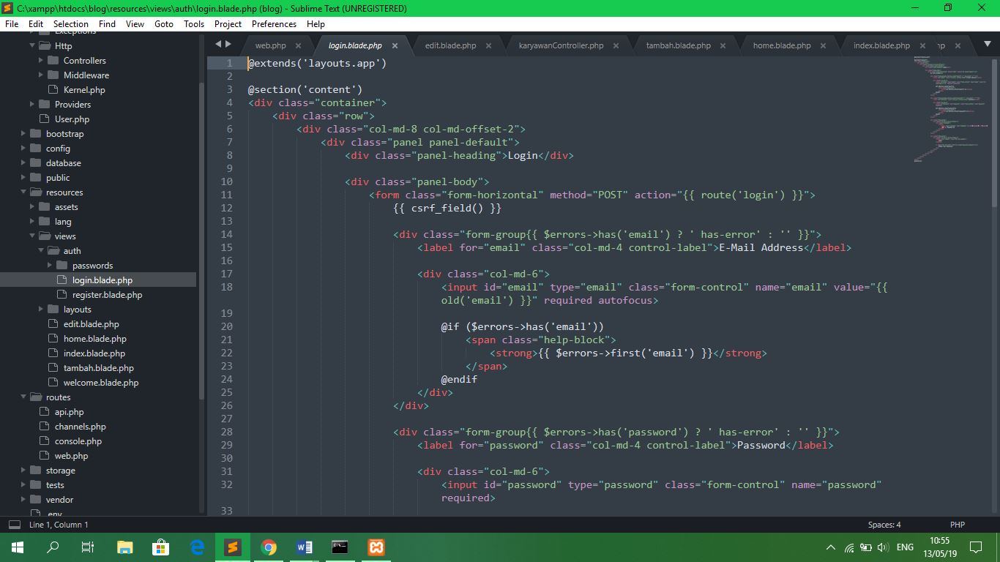 C:\xampp\htdocs\blog\resources\views\auth\login.blade.php (blog) - Sublime Text (UNREGISTERED)
File Edit Selection Find View Goto Tools Project Preferences Help
Exceptions
Http
Controllers
Middleware
Kernel.php
Providers
User.php
bootstrap
config
database
public
resources
assets
lang
views
auth
passwords
login.blade.php
register.blade.php
layouts
edit.blade.php
home.blade.php
index.blade.php
tambah.blade.php
welcome.blade.php
routes
api.php
channels.php
console.php
web.php
storage
tests
vendor
.env
web.php login.blade.php edit.blade.php karyawanController.php tambah.blade.php home.blade.php index.blade.php
1 @extends('layouts.app')
2
3 @section('content')
4 <div class="container">
5 <div class="row">
6 <div class="col-md-8 col-md-offset-2">
7 <div class="panel panel-default">
8 <div class="panel-heading">Login</div>
9
10 <div class="panel-body">
11 <form class="form-horizontal" method="POST" action="{{ route('login') }}">
12 {{ csrf_field() }}
13
14 <div class="form-group{{ $errors->has('email') ? ' has-error' : '' }}">
15 <label for="email" class="col-md-4 control-label">E-Mail Address</label>
16
17 <div class="col-md-6">
18 <input id="email" type="email" class="form-control" name="email" value="{{
old('email') }}" required autofocus>
19
20 @if ($errors->has('email'))
21 <span class="help-block">
22 <strong>{{ $errors->first('email') }}</strong>
23 </span>
24 @endif
25 </div>
26 </div>
27
28 <div class="form-group{{ $errors->has('password') ? ' has-error' : '' }}">
29 <label for="password" class="col-md-4 control-label">Password</label>
30
31 <div class="col-md-6">
32 <input id="password" type="password" class="form-control" name="password"
required>
33
Line 1, Column 1 Spaces: 4 PHP
ENG 10:55
13/05/19